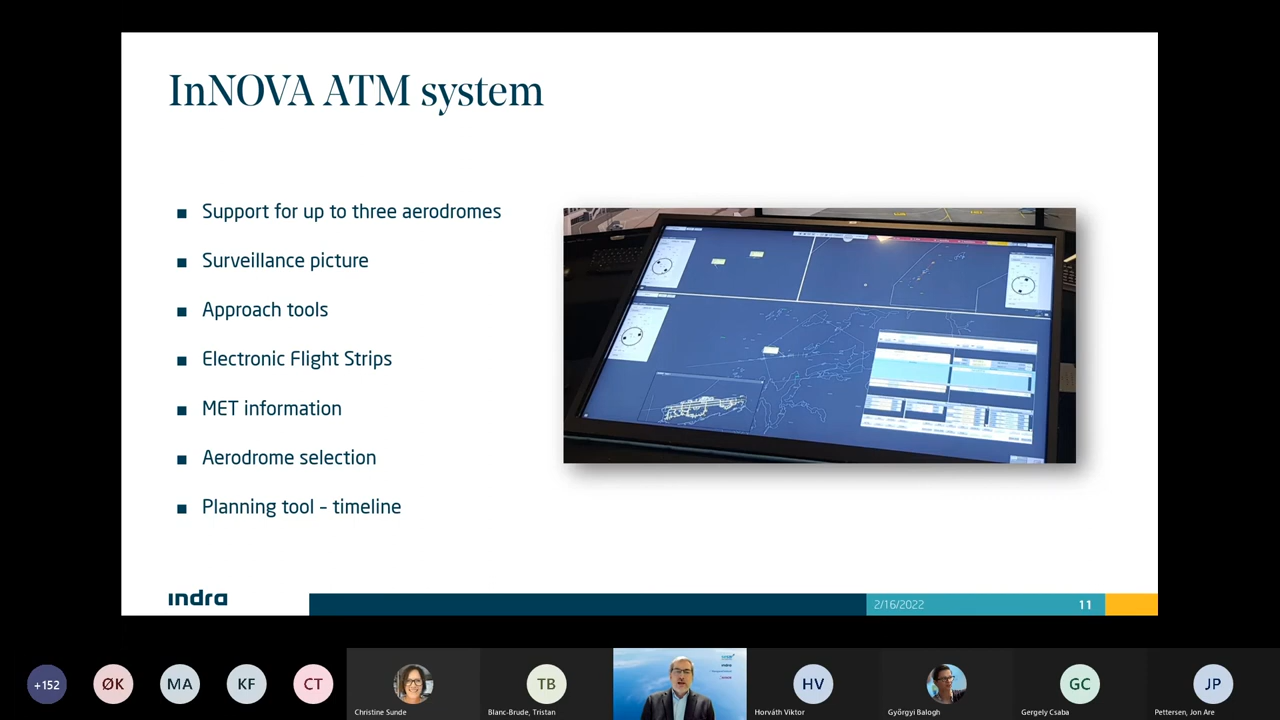 InNOVA ATM system
■ Support for up to three aerodromes
■ Surveillance picture
■ Approach tools
■ Electronic Flight Strips
■ MET information
■ Aerodrome selection
■ Planning tool – timeline
indra
2/16/2022
11
+152
ØK
MA
KF
CT
Christine Sunde
TB
Blanc-Brude, Tristan
HV
Horváth Viktor
Györgyi Balogh
GC
Gergely Csaba
JP
Pettersen, Jon Are